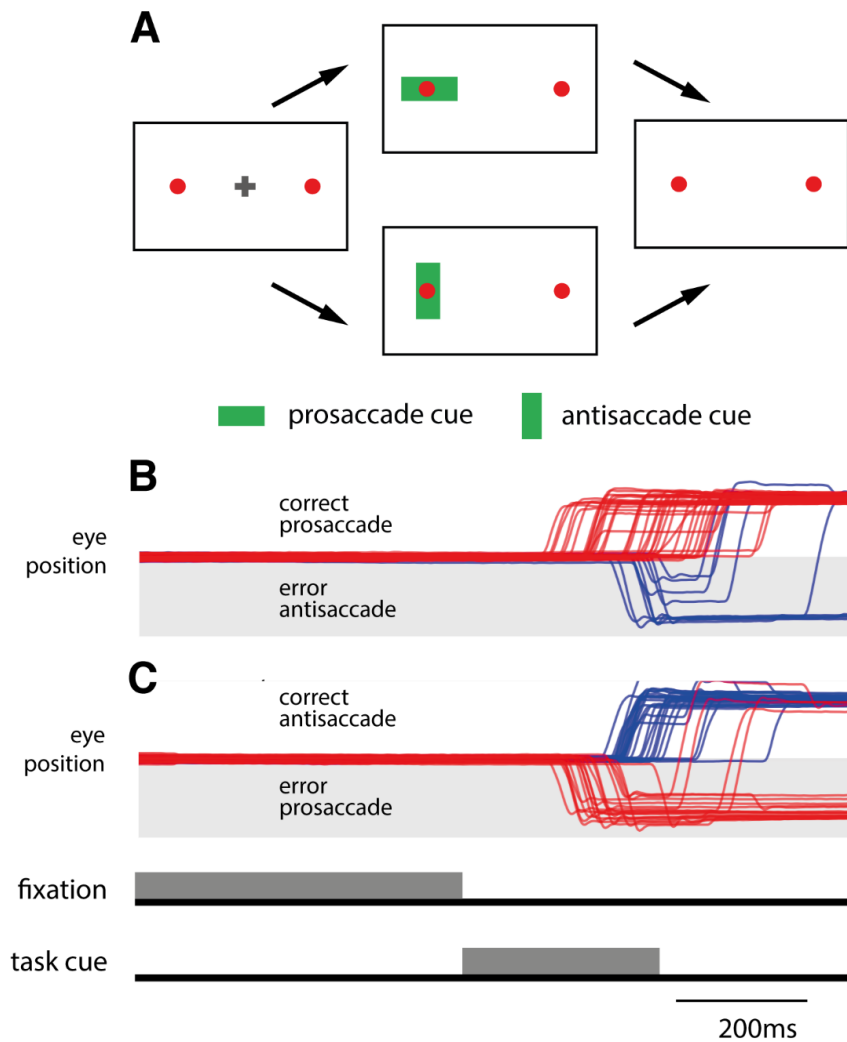 A
prosaccade cue
antisaccade cue
B
correct
prosaccade
eye
position
error
antisaccade
C
correct
antisaccade
eye
position
error
prosaccade
fixation
task cue
200ms